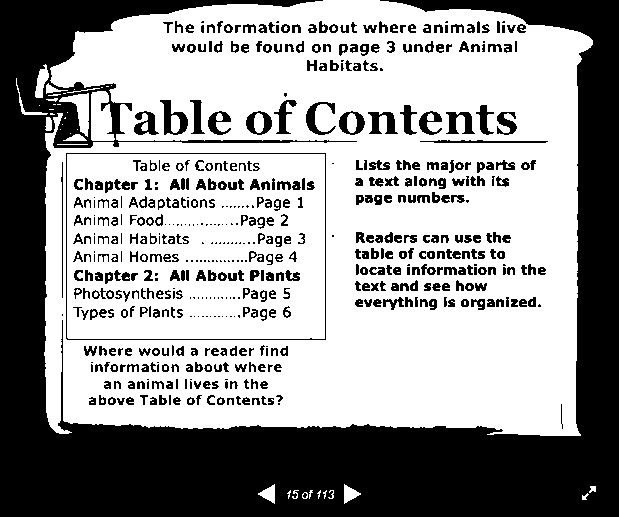 The information about where animals live
would be found on page 3 under Animal
Habitats.
Table of Contents
Table of Contents
Chapter 1: All About Animals
Animal Adaptations ........Page 1
Animal Food..................Page 2
Animal Habitats . ...........Page 3
Animal Homes ...............Page 4
Chapter 2: All About Plants
Photosynthesis .............Page 5
Types of Plants .............Page 6
Where would a reader find
information about where
an animal lives in the
above Table of Contents?
Lists the major parts of
a text along with its
page numbers.
Readers can use the
table of contents to
locate information in the
text and see how
everything is organized.
15 of 113